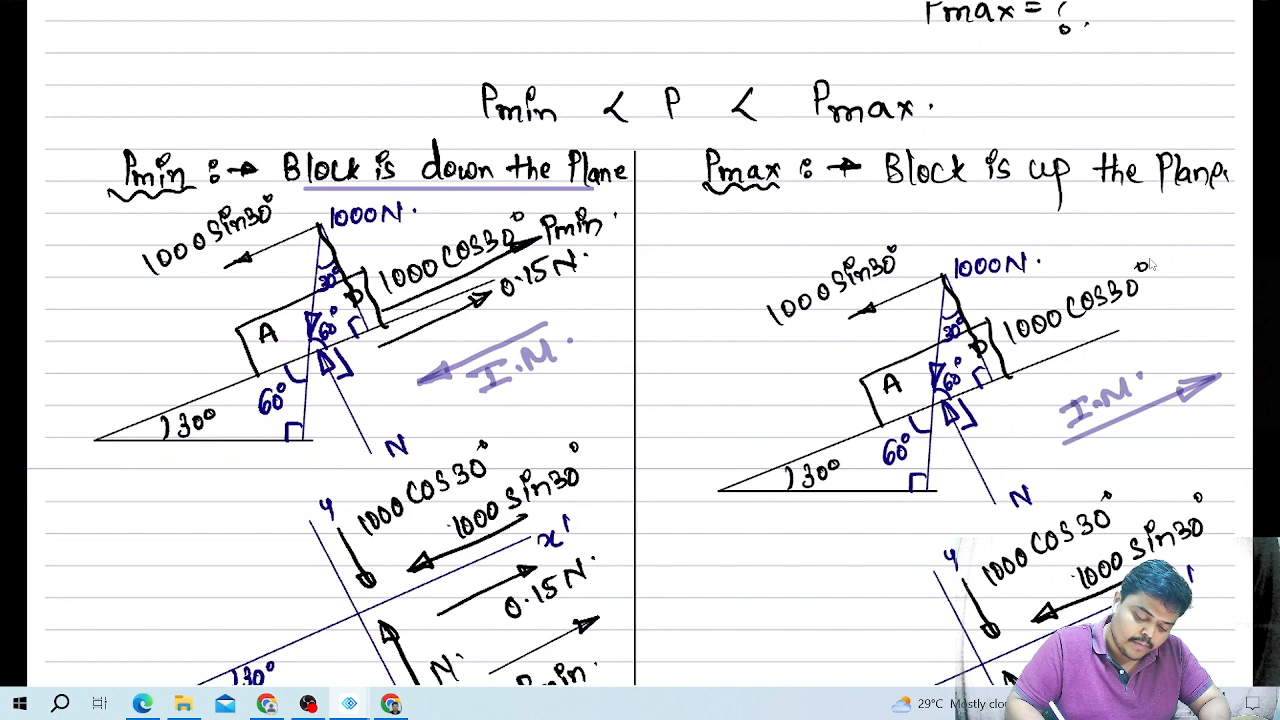 Pmax = ?
Pmin < P < Pmax.
Pmin :→ Block is down the Plane
1000 Sin30°
1000N.
1000 Cos30°
Pmin.
0.15N.
30°
60°
A
I.M.
60°
30°
N
y
1000 Cos30°
1000 Sin30°
x'
0.15N.
N.
30°
Pmin.
Pmax :→ Block is up the Plane
1000 Sin30°
1000N.
1000 Cos30°
30°
60°
A
I.M.
60°
30°
N
y
1000 Cos30°
1000 Sin30°
29°C Mostly clo